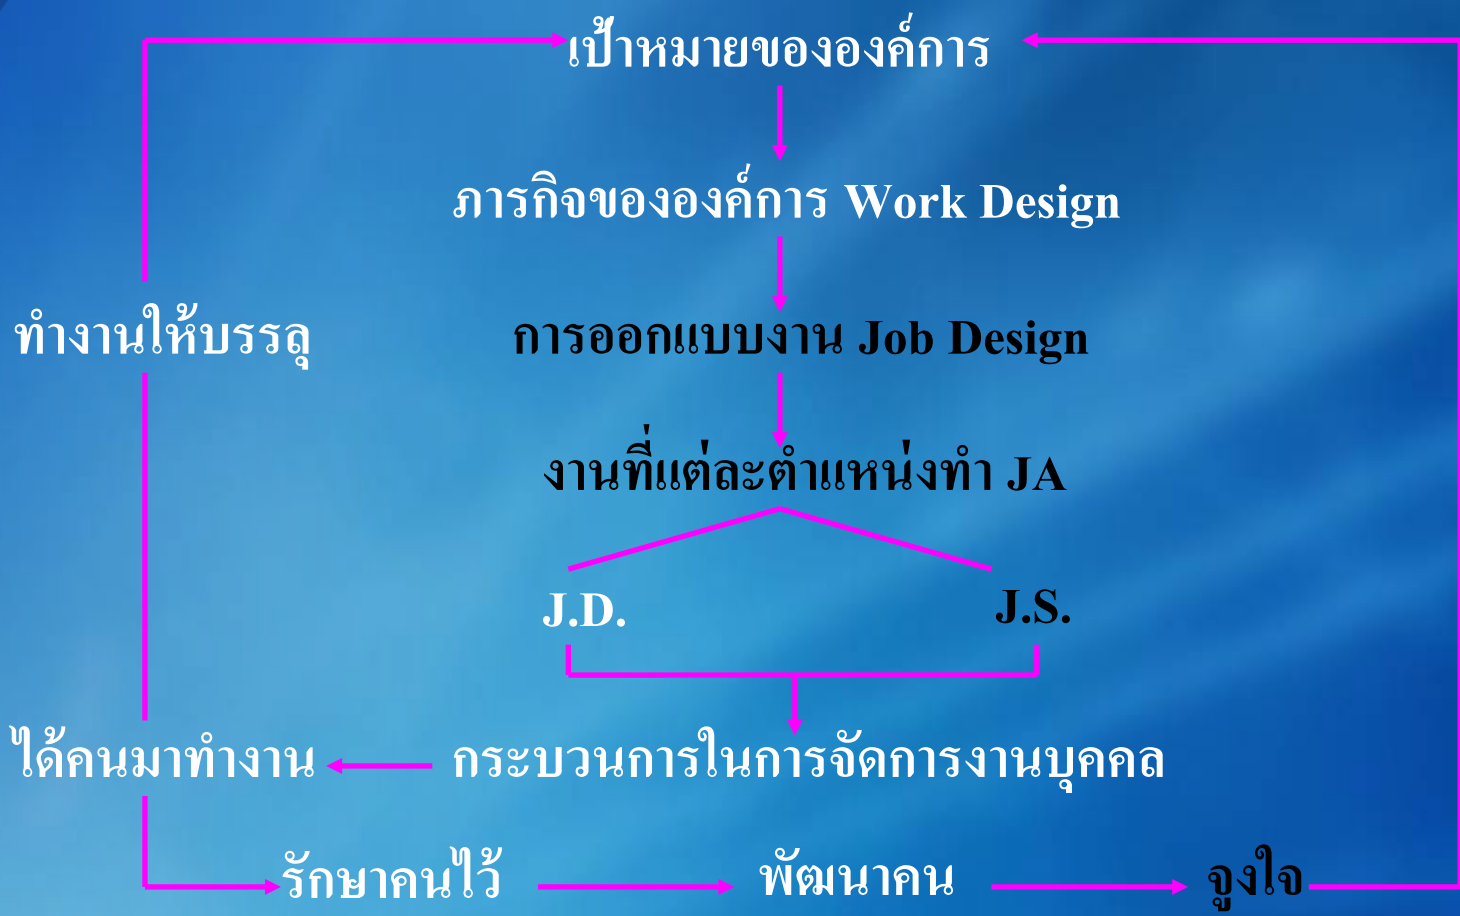 เป้าหมายขององค์การ
ภารกิจขององค์การ Work Design
ทำงานให้บรรลุ
การออกแบบงาน Job Design
งานที่แต่ละตำแหน่งทำ JA
J.D.
J.S.
ได้คนมาทำงาน
กระบวนการในการจัดการงานบุคคล
รักษาคนไว้
พัฒนาคน
จูงใจ